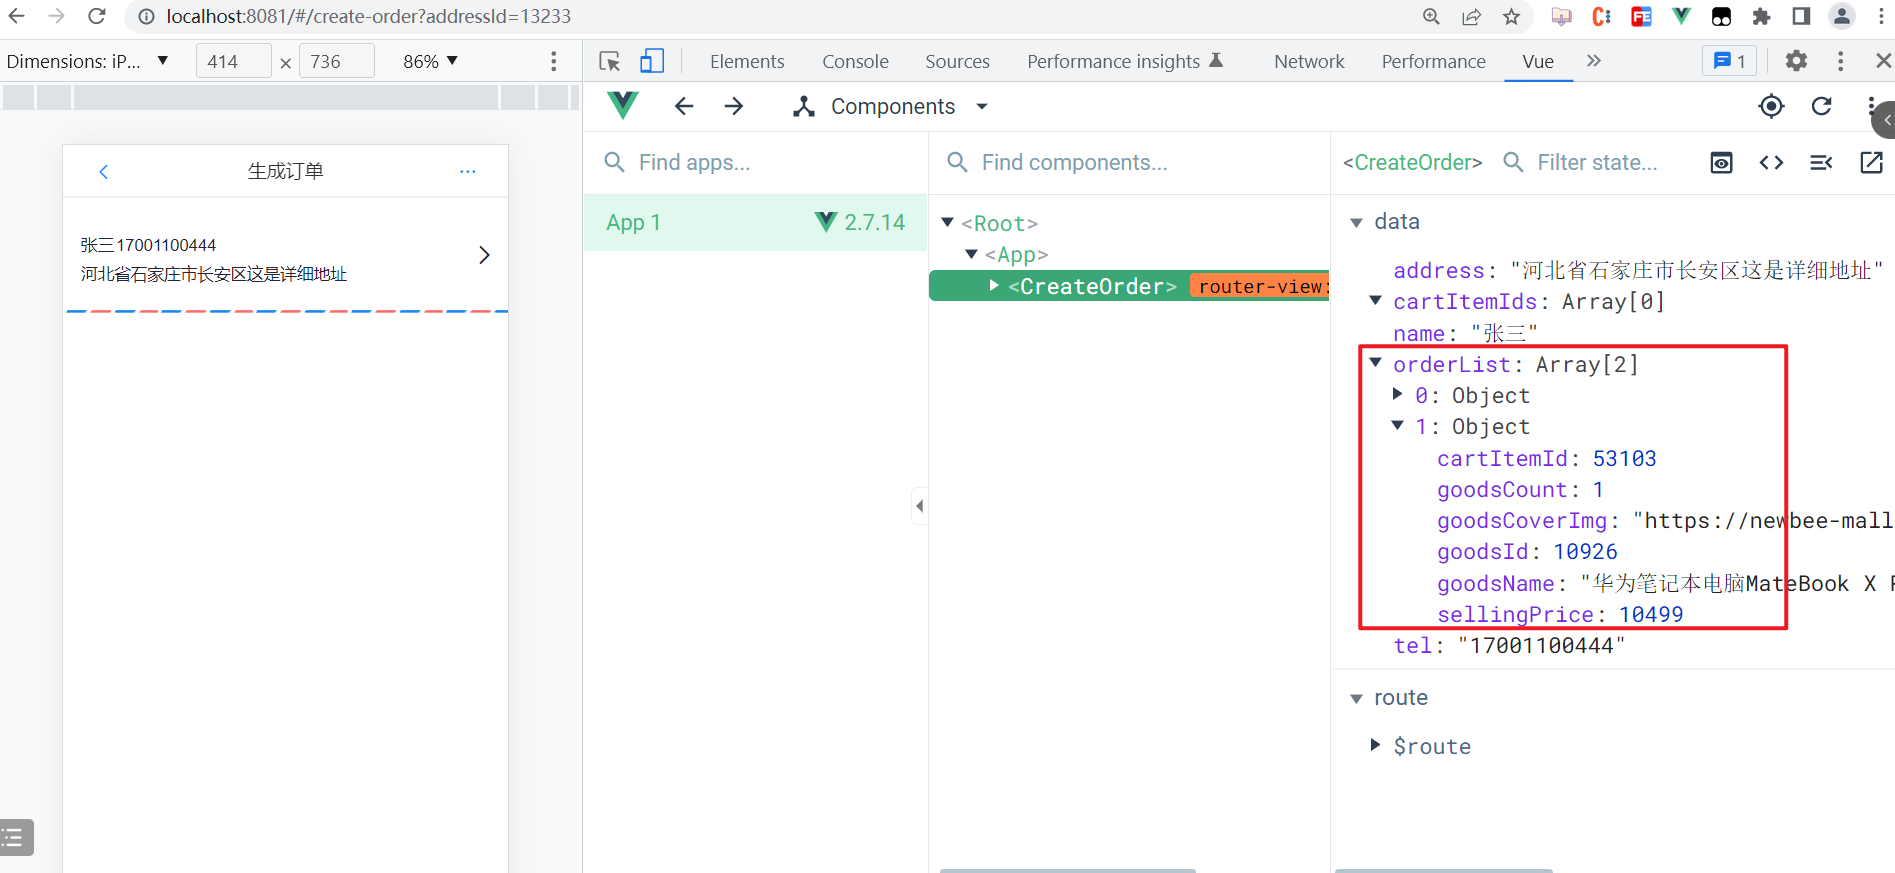 localhost:8081/#/create-order?addressId=13233
Dimensions: iP... ▼ 414 × 736 86% ▼
Elements Console Sources Performance insights Network Performance Vue » 1
Components
Find apps...
Find components...
<CreateOrder> Filter state...
生成订单
张三17001100444
河北省石家庄市长安区这是详细地址
App 1 2.7.14
<Root>
<App>
<CreateOrder> router-view:
data
address: "河北省石家庄市长安区这是详细地址"
cartItemIds: Array[0]
name: "张三"
orderList: Array[2]
0: Object
1: Object
cartItemId: 53103
goodsCount: 1
goodsCoverImg: "https://newbee-mall
goodsId: 10926
goodsName: "华为笔记本电脑MateBook X
sellingPrice: 10499
tel: "17001100444"
route
$route